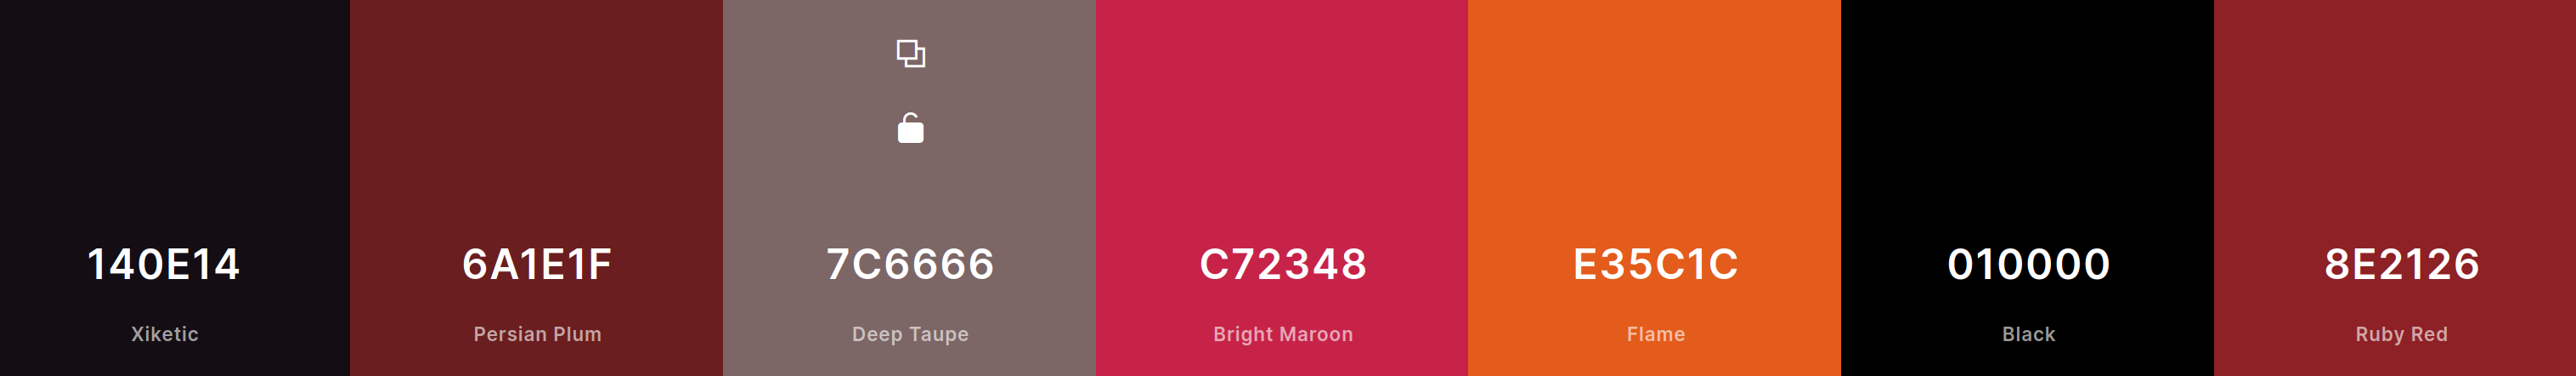 140E14
6A1E1F
7C6666
C72348
E35C1C
010000
8E2126
Xiketic
Persian Plum
Deep Taupe
Bright Maroon
Flame
Black
Ruby Red